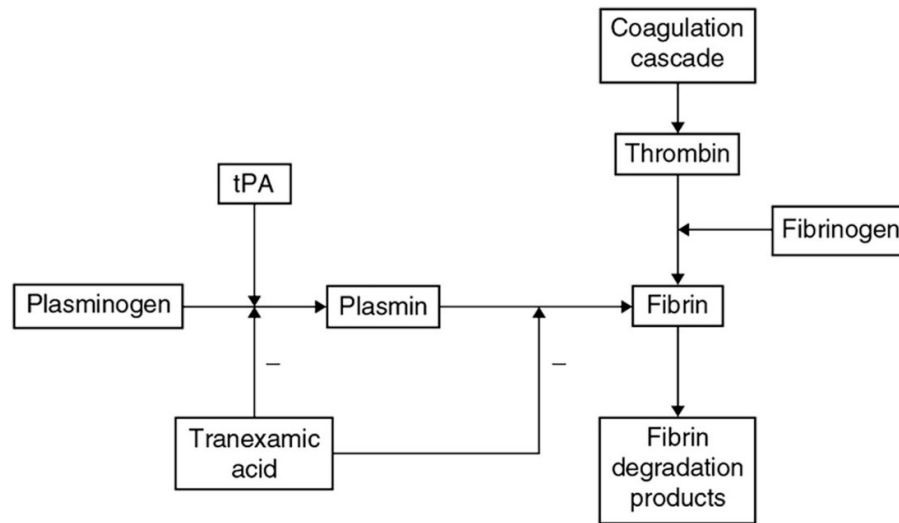 Coagulation
cascade
Thrombin
tPA
Fibrinogen
Plasminogen
Plasmin
Fibrin
–
–
Tranexamic
acid
Fibrin
degradation
products